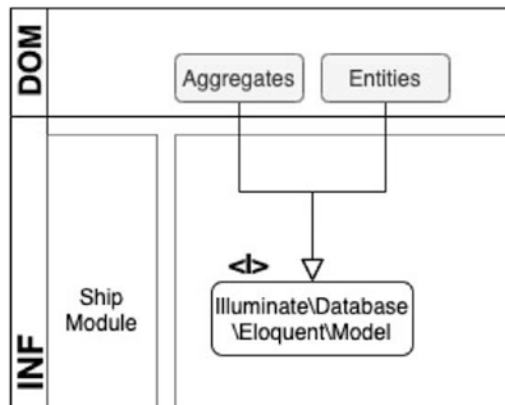 DOM
Aggregates
Entities
INF
Ship
Module
<I>
Illuminate\Database
\Eloquent\Model